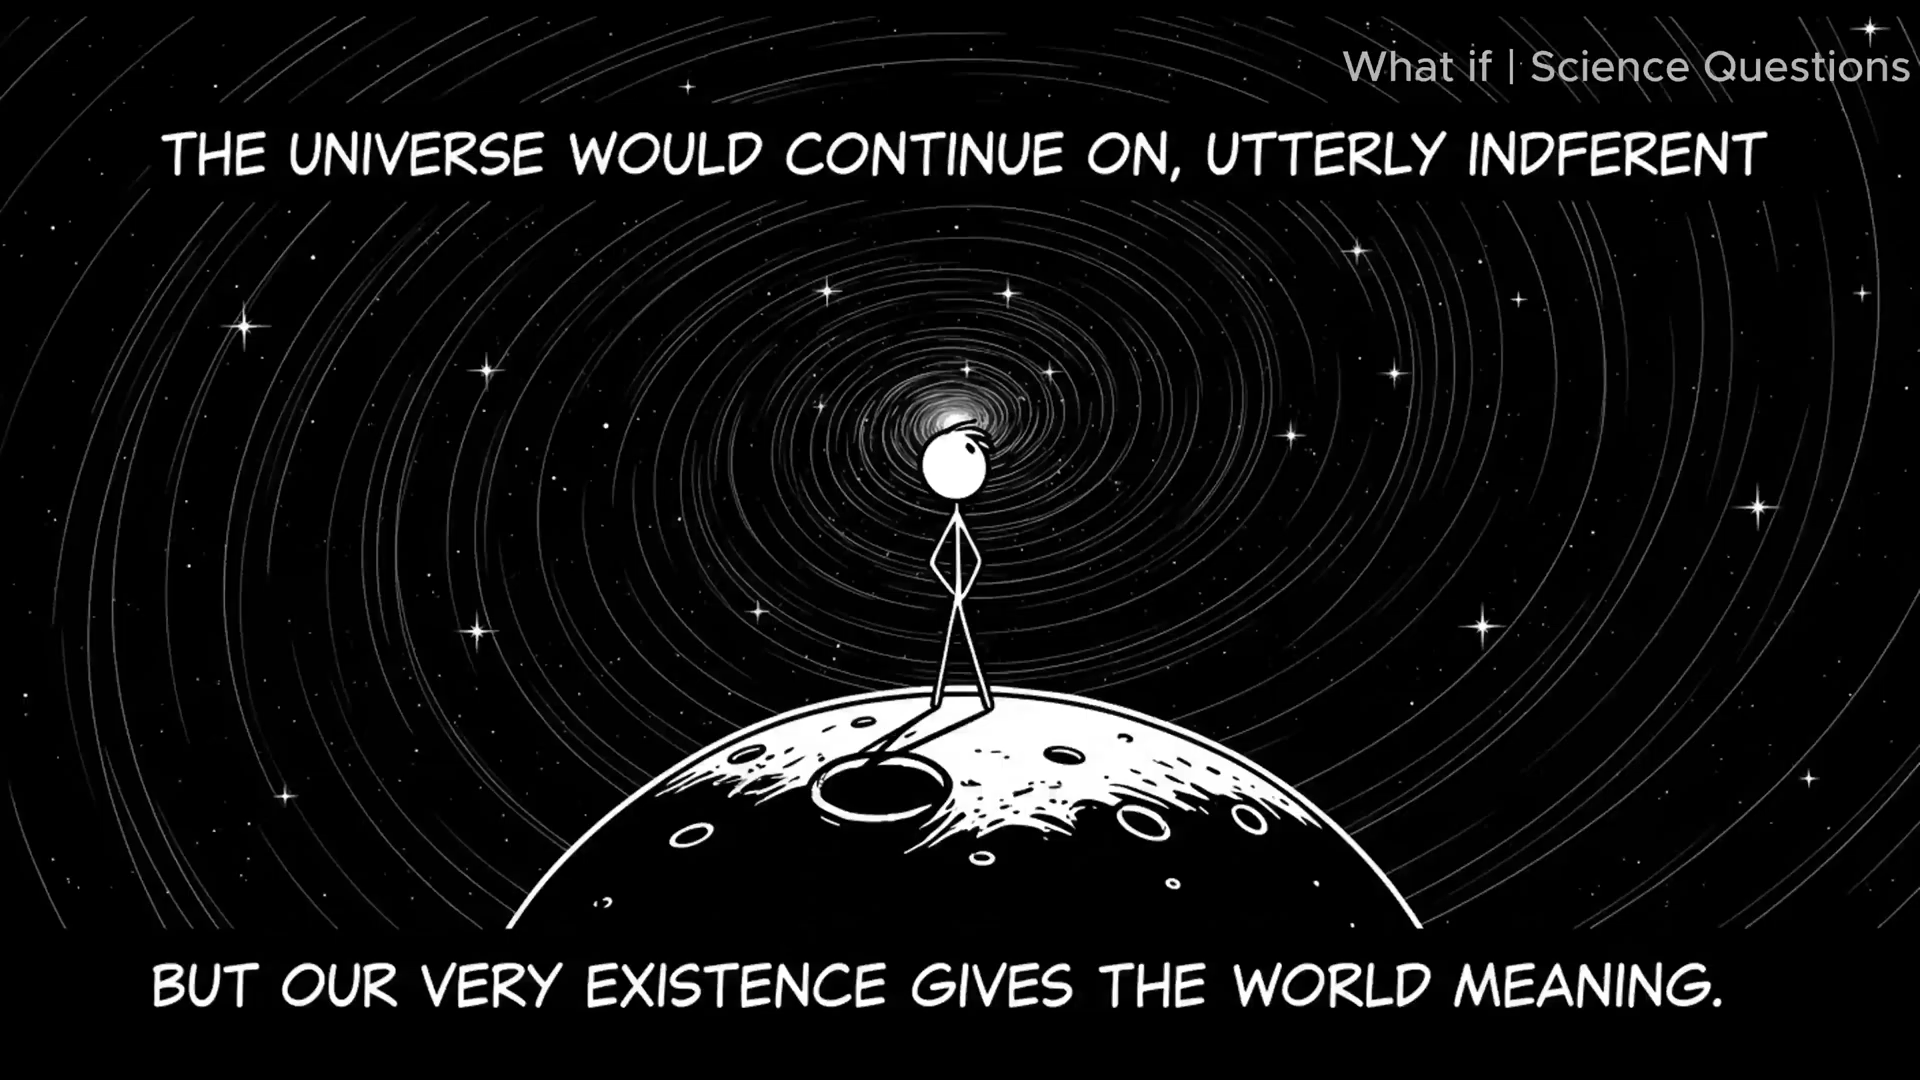 What if | Science Questions
THE UNIVERSE WOULD CONTINUE ON, UTTERLY INDFERENT
BUT OUR VERY EXISTENCE GIVES THE WORLD MEANING.